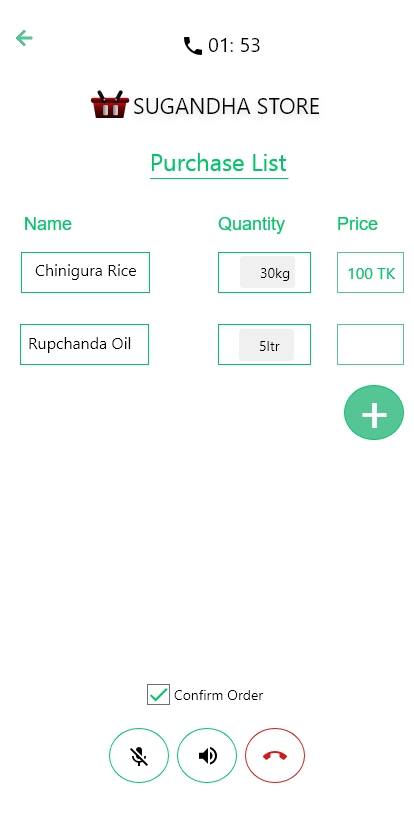 01: 53
SUGANDHA STORE
Purchase List
Name Quantity Price
Chinigura Rice 30kg 100 TK
Rupchanda Oil 5ltr
+
Confirm Order